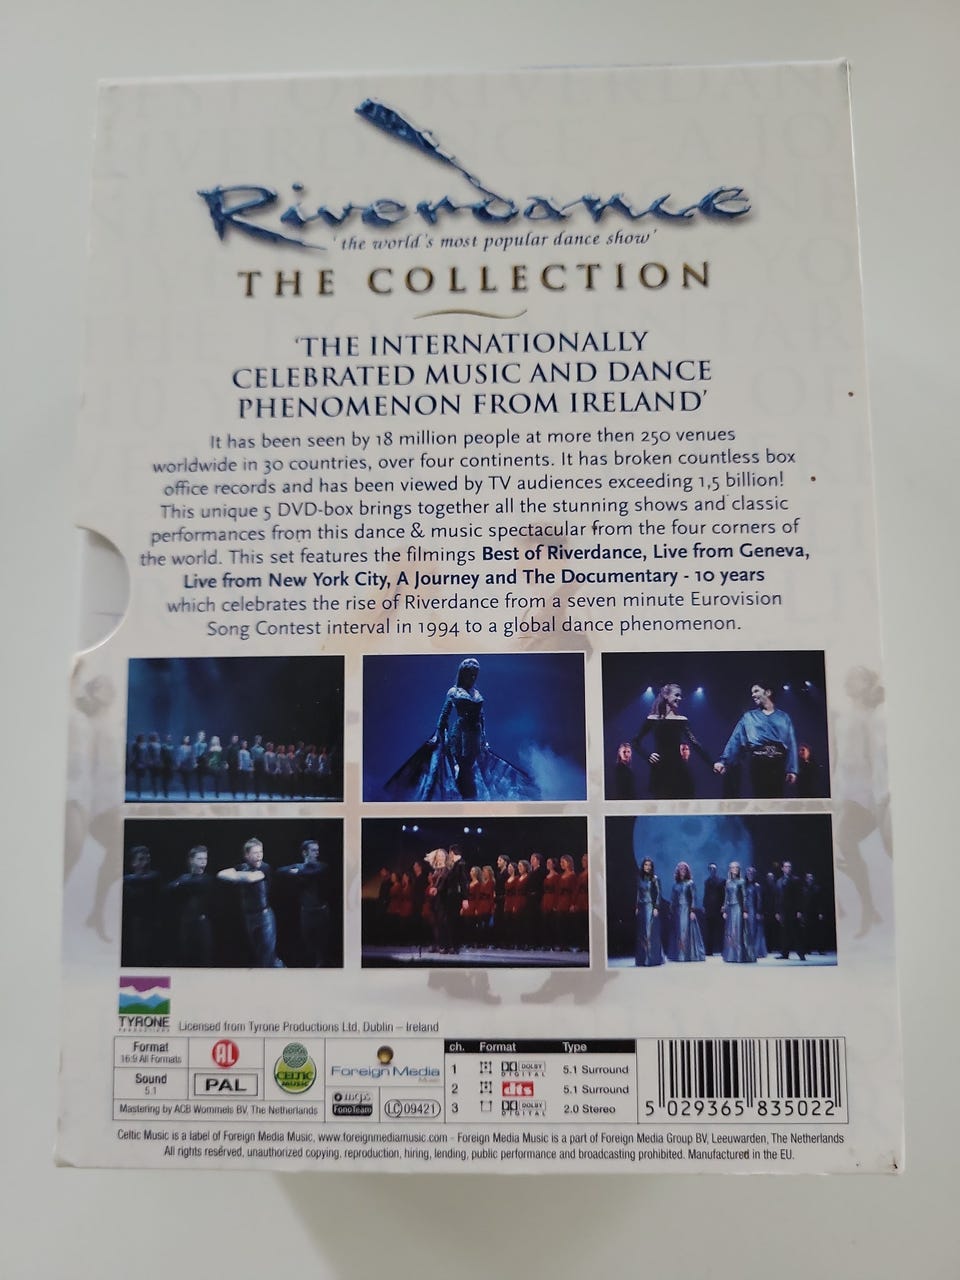 Riverdance
'the world's most popular dance show'
THE COLLECTION
'THE INTERNATIONALLY
CELEBRATED MUSIC AND DANCE
PHENOMENON FROM IRELAND'
It has been seen by 18 million people at more then 250 venues
worldwide in 30 countries, over four continents. It has broken countless box
office records and has been viewed by TV audiences exceeding 1,5 billion!
This unique 5 DVD-box brings together all the stunning shows and classic
performances from this dance & music spectacular from the four corners of
the world. This set features the filmings Best of Riverdance, Live from Geneva,
Live from New York City, A Journey and The Documentary - 10 years
which celebrates the rise of Riverdance from a seven minute Eurovision
Song Contest interval in 1994 to a global dance phenomenon.
TYRONE
PRODUCTIONS
Licensed from Tyrone Productions Ltd, Dublin – Ireland
Format
16:9 All Formats
Sound
5.1
AL
PAL
CELTIC
MUSIC
Mastering by ACB Wommels BV, The Netherlands
Foreign Media
Music
mcps
FonoTeam
LC 09421
ch. Format Type
1 DOLBY DIGITAL 5.1 Surround
2 dts 5.1 Surround
3 DOLBY DIGITAL 2.0 Stereo
5 029365 835022
Celtic Music is a label of Foreign Media Music, www.foreignmediamusic.com - Foreign Media Music is a part of Foreign Media Group BV, Leeuwarden, The Netherlands
All rights reserved, unauthorized copying, reproduction, hiring, lending, public performance and broadcasting prohibited. Manufactured in the EU.